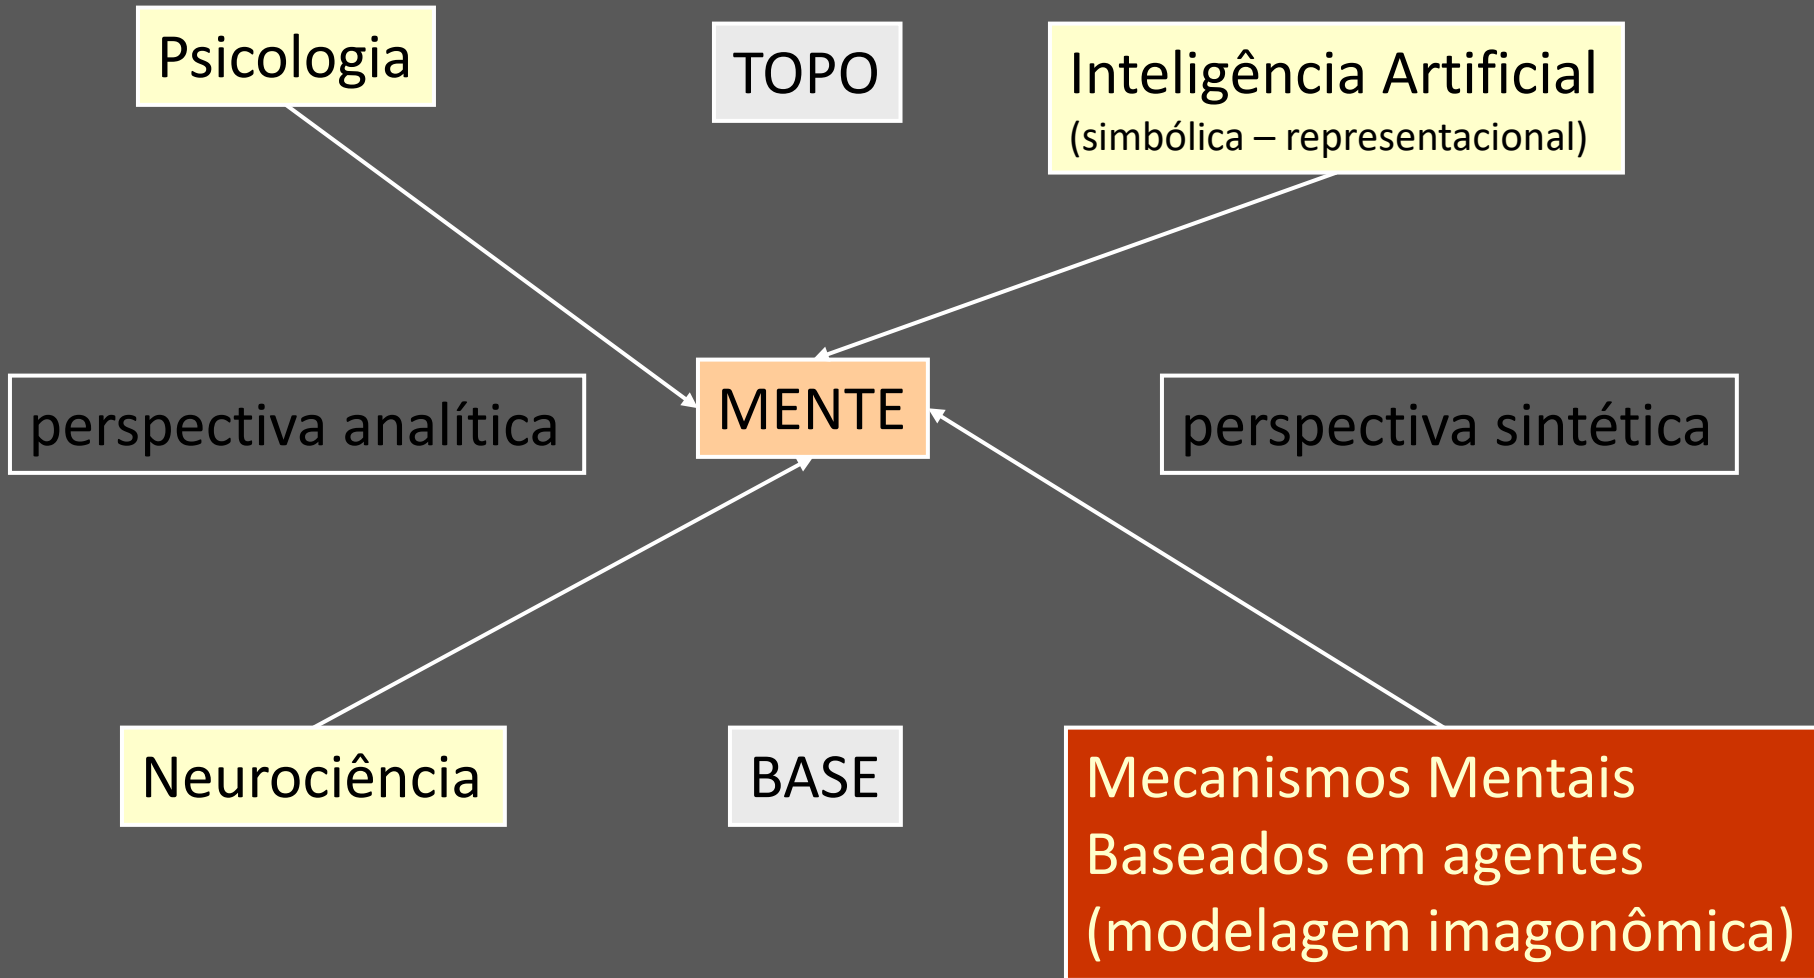 Psicologia
TOPO
Inteligência Artificial
(simbólica – representacional)
perspectiva analítica
MENTE
perspectiva sintética
Neurociência
BASE
Mecanismos Mentais
Baseados em agentes
(modelagem imagonômica)